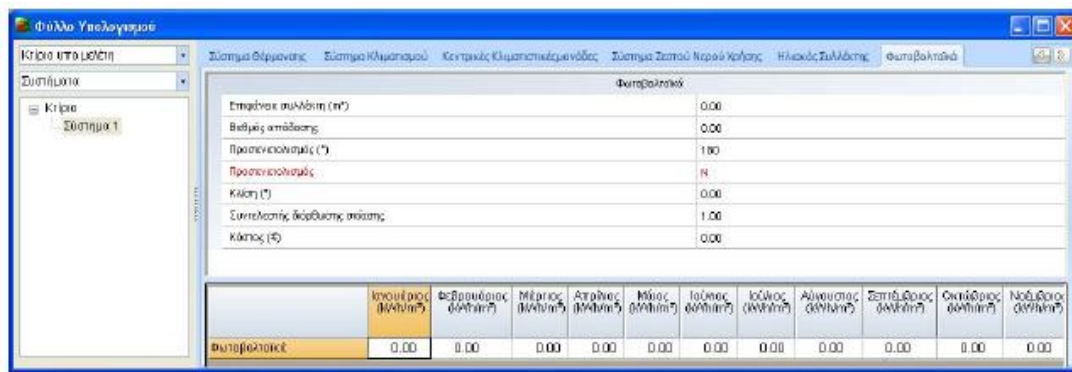 Φύλλο Υπολογισμού
Κτίριο υπο μελέτη
Σύστημα Θέρμανσης Σύστημα Κλιματισμού Κεντρικές Κλιματιστικές μονάδες Σύστημα Ζεστού Νερού Χρήσης Ηλιακός Συλλέκτης Φωτοβολταϊκά
Συστήματα
Κτίριο
Σύστημα 1
Φωτοβολταϊκά
Επιφάνεια συλλέκτη (m²) 0.00
Βαθμός απόδοσης 0.00
Προσανατολισμός (°) 180
Προσανατολισμός N
Κλίση (°) 0.00
Συντελεστής διόρθωσης σκίασης 1.00
Κόστος (€) 0.00
Ιανουάριος (kWh/m²) Φεβρουάριος (kWh/m²) Μάρτιος (kWh/m²) Απρίλιος (kWh/m²) Μάιος (kWh/m²) Ιούνιος (kWh/m²) Ιούλιος (kWh/m²) Αύγουστος (kWh/m²) Σεπτέμβριος (kWh/m²) Οκτώβριος (kWh/m²) Νοέμβριος (kWh/m²)
Φωτοβολταϊκά 0.00 0.00 0.00 0.00 0.00 0.00 0.00 0.00 0.00 0.00 0.00